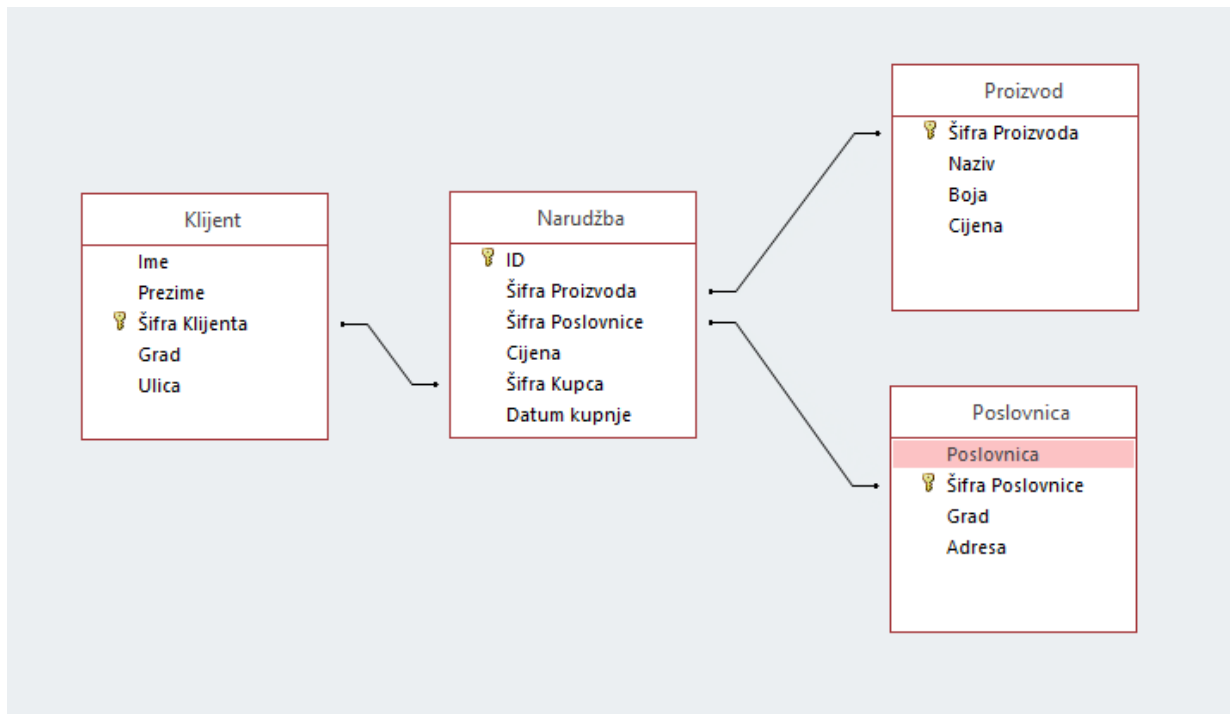 Klijent
Ime
Prezime
Šifra Klijenta
Grad
Ulica
Narudžba
ID
Šifra Proizvoda
Šifra Poslovnice
Cijena
Šifra Kupca
Datum kupnje
Proizvod
Šifra Proizvoda
Naziv
Boja
Cijena
Poslovnica
Poslovnica
Šifra Poslovnice
Grad
Adresa